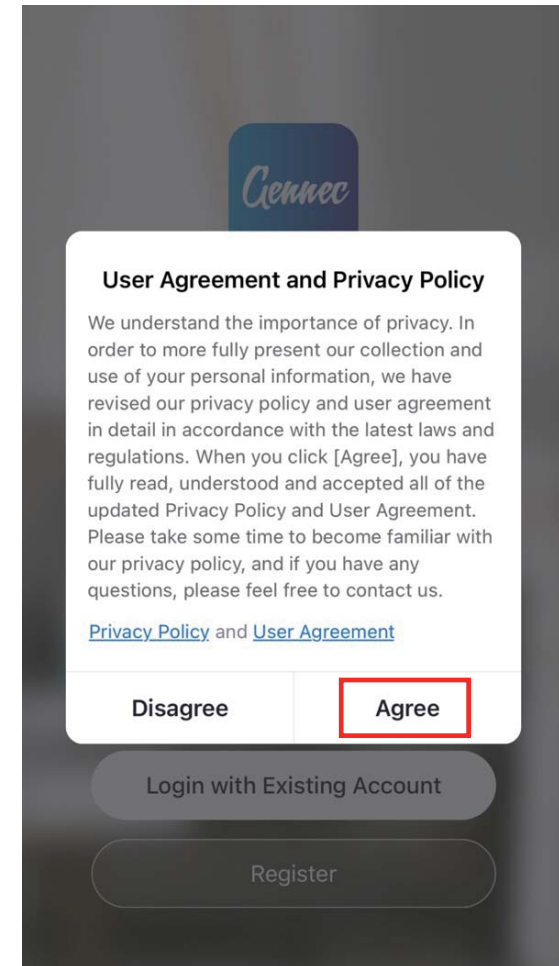 Gennec
User Agreement and Privacy Policy
We understand the importance of privacy. In
order to more fully present our collection and
use of your personal information, we have
revised our privacy policy and user agreement
in detail in accordance with the latest laws and
regulations. When you click [Agree], you have
fully read, understood and accepted all of the
updated Privacy Policy and User Agreement.
Please take some time to become familiar with
our privacy policy, and if you have any
questions, please feel free to contact us.
Privacy Policy and User Agreement
Disagree Agree
Login with Existing Account
Register